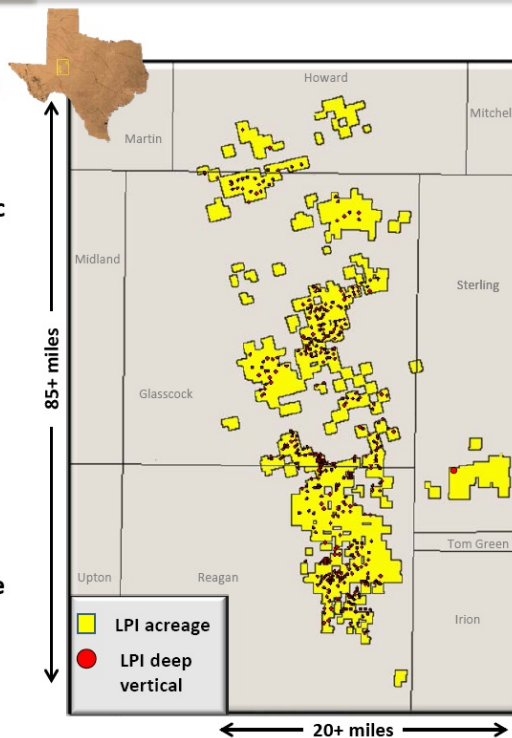 Howard
Mitchel
Martin
c
Midland
Sterling
85+ miles
Glasscock
Tom Green
e
Upton
Reagan
Irion
LPI acreage
LPI deep
vertical
20+ miles